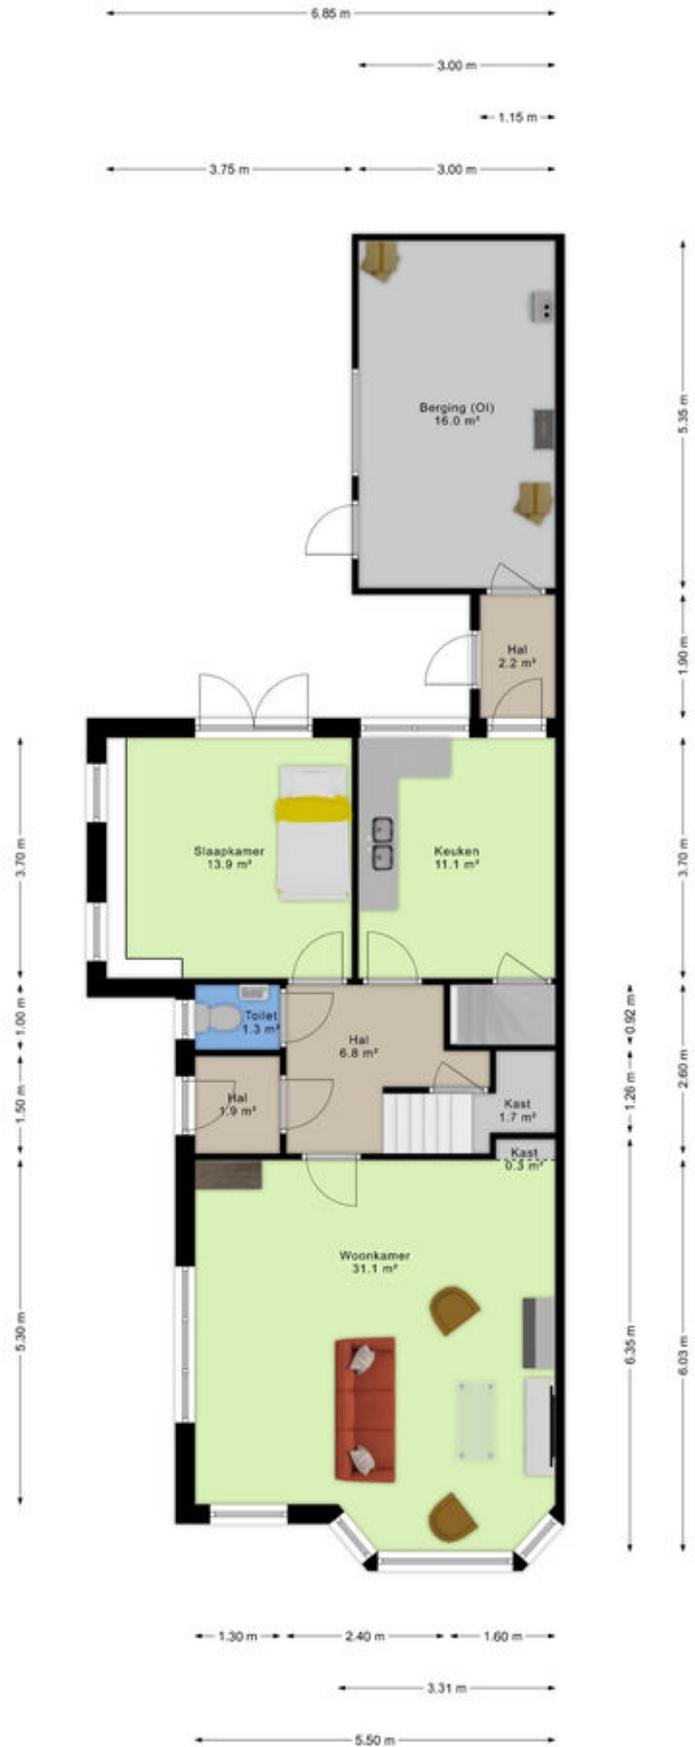 6.85 m
3.00 m
1.15 m
3.75 m
3.00 m
5.35 m
Berging (OI)
16.0 m²
1.90 m
Hal
2.2 m²
3.70 m
Slaapkamer
13.9 m²
Keuken
11.1 m²
3.70 m
1.00 m
Toilet
1.3 m²
Hal
6.8 m²
0.92 m
2.60 m
1.50 m
Hal
1.9 m²
Kast
1.7 m²
1.26 m
Kast
0.3 m²
Woonkamer
31.1 m²
5.30 m
6.35 m
6.03 m
1.30 m
2.40 m
1.60 m
3.31 m
5.50 m